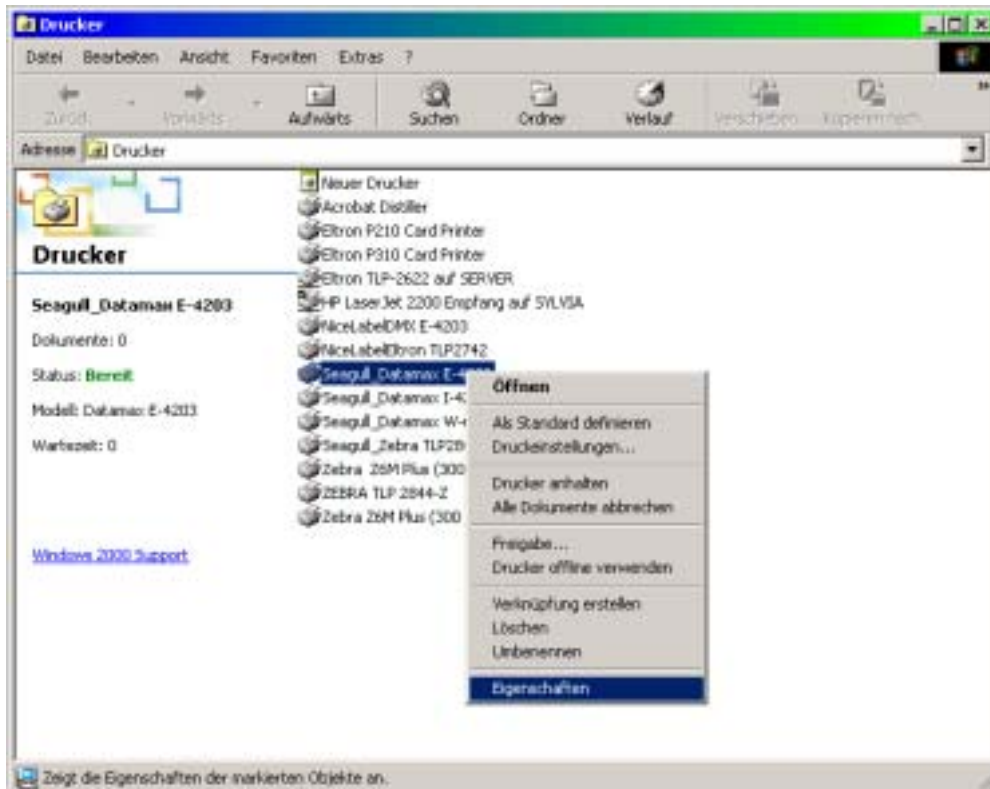 Drucker
Datei Bearbeiten Ansicht Favoriten Extras ?
Zurück Vorwärts Aufwärts Suchen Ordner Verlauf Verschieben Kopieren nach
Adresse Drucker
Drucker
Seagull_Datamax E-4203
Dokumente: 0
Status: Bereit
Modell: Datamax E-4203
Wartezeit: 0
Windows 2000 Support
Neuer Drucker
Acrobat Distiller
Eltron P210 Card Printer
Eltron P310 Card Printer
Eltron TLP-2622 auf SERVER
HP LaserJet 2200 Empfang auf SYLVIA
NiceLabelDMX E-4203
NiceLabelEltron TLP2742
Seagull_Datamax E-4203
Seagull_Datamax I-4
Seagull_Datamax W-
Seagull_Zebra TLP28
Zebra Z6M Plus (300
ZEBRA TLP 2844-Z
Zebra Z6M Plus (300
Öffnen
Als Standard definieren
Druckeinstellungen...
Drucker anhalten
Alle Dokumente abbrechen
Freigabe...
Drucker offline verwenden
Verknüpfung erstellen
Löschen
Umbenennen
Eigenschaften
Zeigt die Eigenschaften der markierten Objekte an.